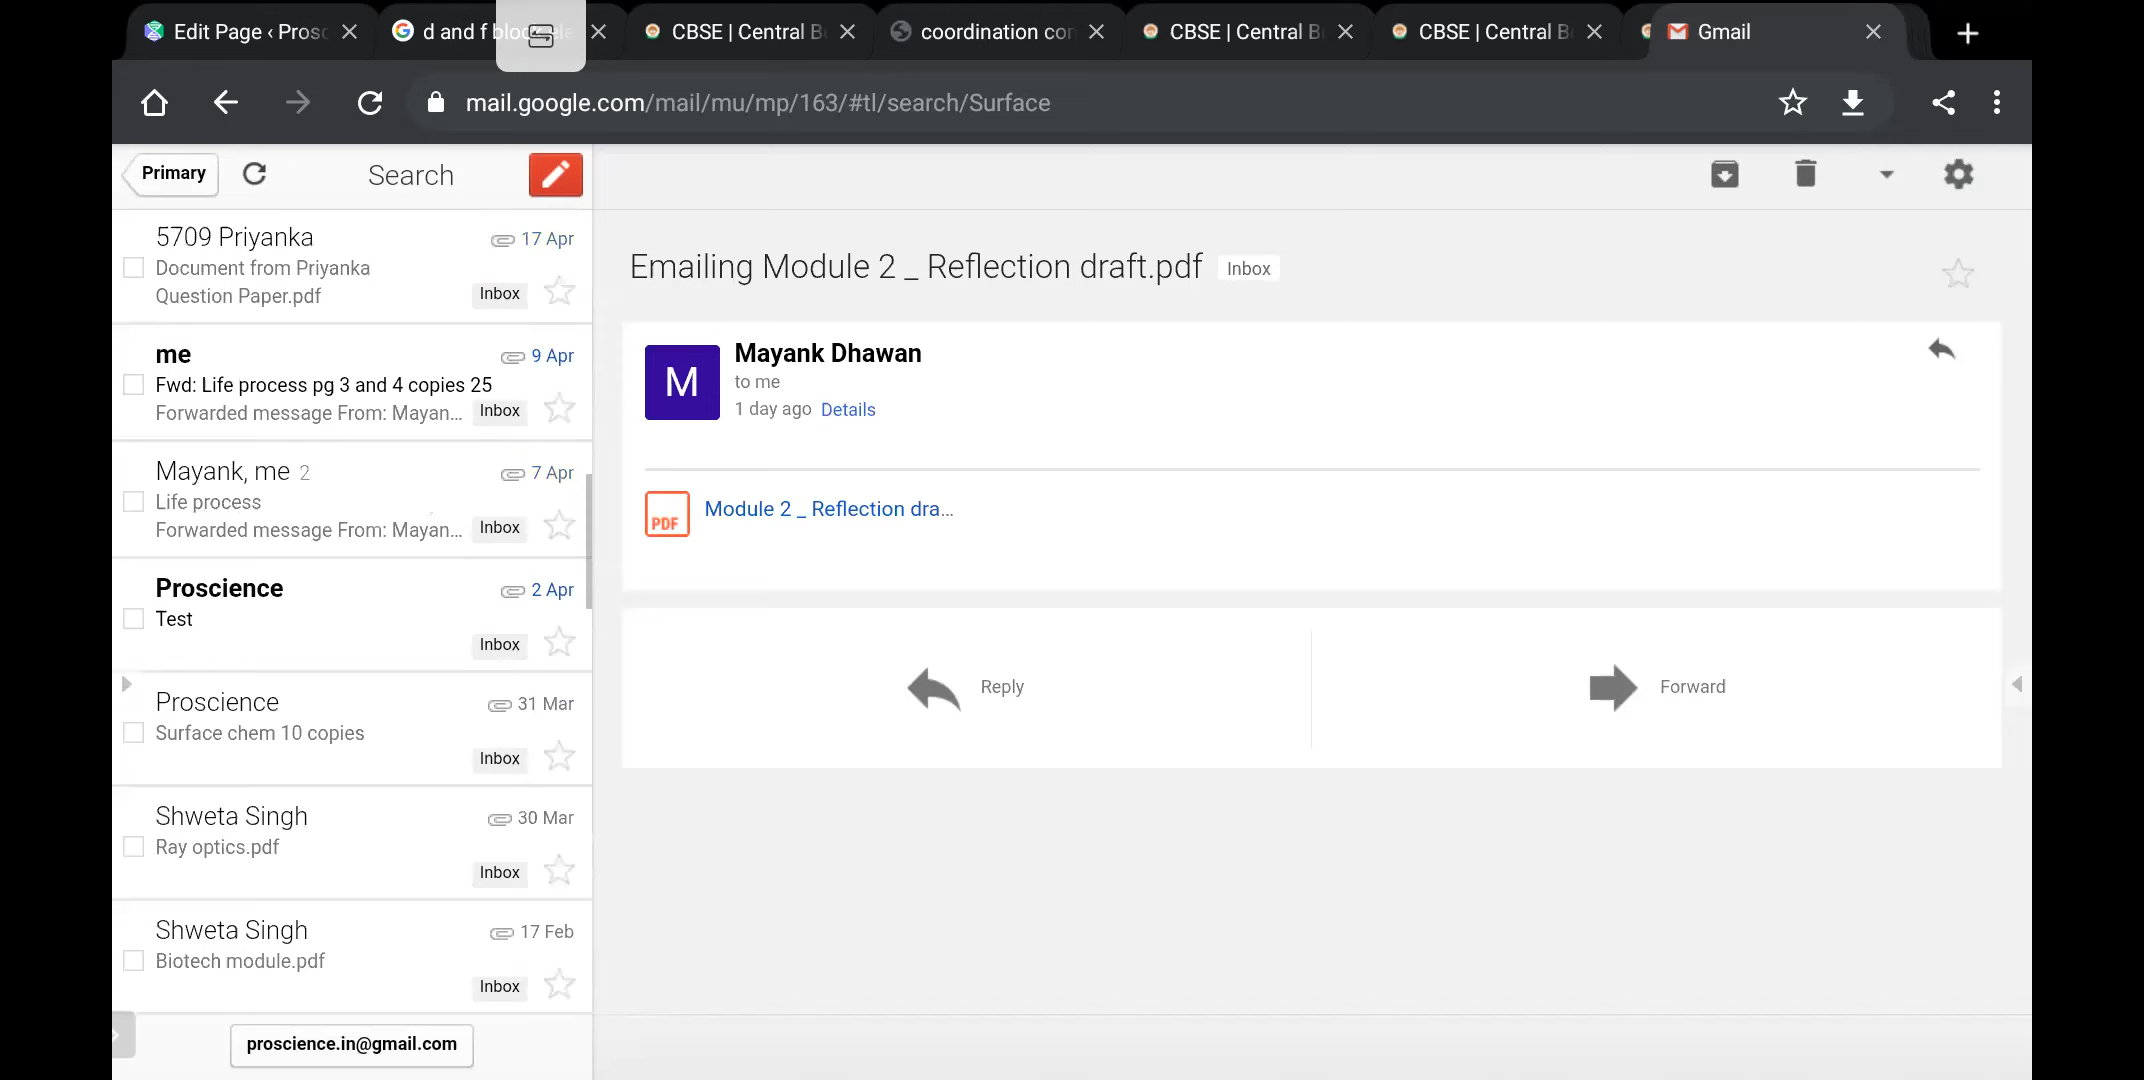 Edit Page ‹ Prosc
d and f block ele
CBSE | Central B
coordination cor
CBSE | Central B
CBSE | Central B
Gmail
mail.google.com/mail/mu/mp/163/#tl/search/Surface
Primary
Search
5709 Priyanka
17 Apr
Document from Priyanka
Question Paper.pdf
Inbox
me
9 Apr
Fwd: Life process pg 3 and 4 copies 25
Forwarded message From: Mayan...
Inbox
Mayank, me 2
7 Apr
Life process
Forwarded message From: Mayan...
Inbox
Proscience
2 Apr
Test
Inbox
Proscience
31 Mar
Surface chem 10 copies
Inbox
Shweta Singh
30 Mar
Ray optics.pdf
Inbox
Shweta Singh
17 Feb
Biotech module.pdf
Inbox
proscience.in@gmail.com
Emailing Module 2 _ Reflection draft.pdf
Inbox
M
Mayank Dhawan
to me
1 day ago Details
PDF
Module 2 _ Reflection dra...
Reply
Forward